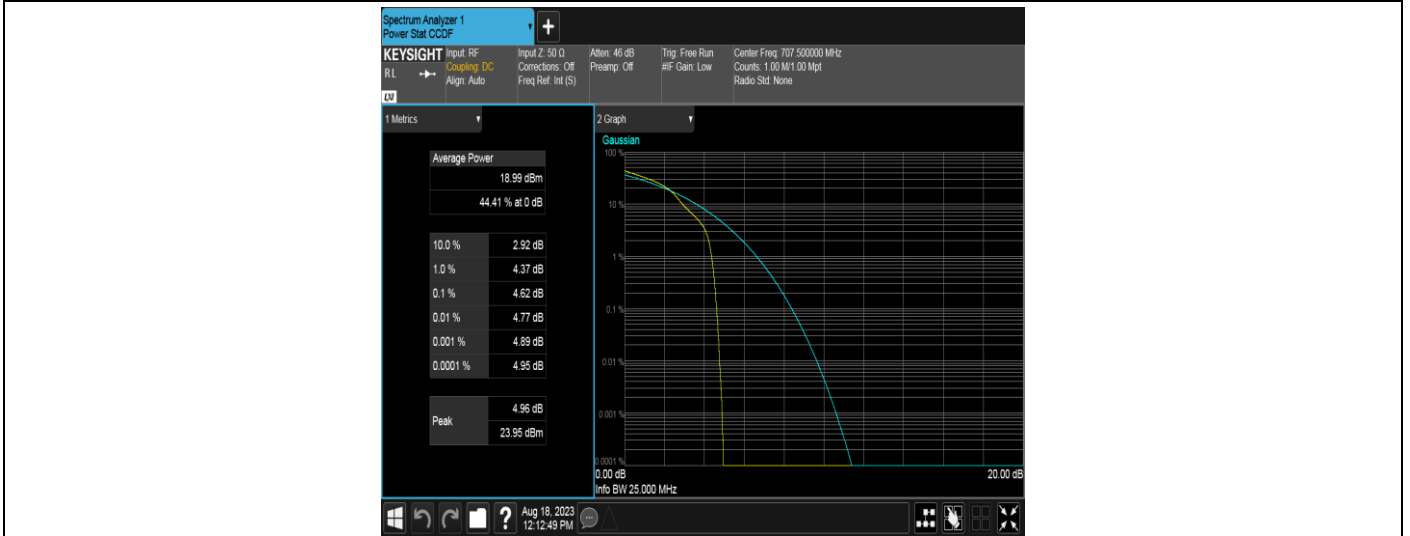 Spectrum Analyzer 1
Power Stat CCDF
+
KEYSIGHT
RL
LXI
Input: RF
Coupling: DC
Align: Auto
Input Z: 50 Ω
Corrections: Off
Freq Ref: Int (S)
Atten: 46 dB
Preamp: Off
Trig: Free Run
#IF Gain: Low
Center Freq: 707.500000 MHz
Counts: 1.00 M/1.00 Mpt
Radio Std: None
1 Metrics
Average Power
18.99 dBm
44.41 % at 0 dB
10.0 % 2.92 dB
1.0 % 4.37 dB
0.1 % 4.62 dB
0.01 % 4.77 dB
0.001 % 4.89 dB
0.0001 % 4.95 dB
Peak
4.96 dB
23.95 dBm
2 Graph
Gaussian
100 %
10 %
1 %
0.1 %
0.01 %
0.001 %
0.0001 %
0.00 dB 20.00 dB
Info BW 25.000 MHz
?
Aug 18, 2023
12:12:49 PM